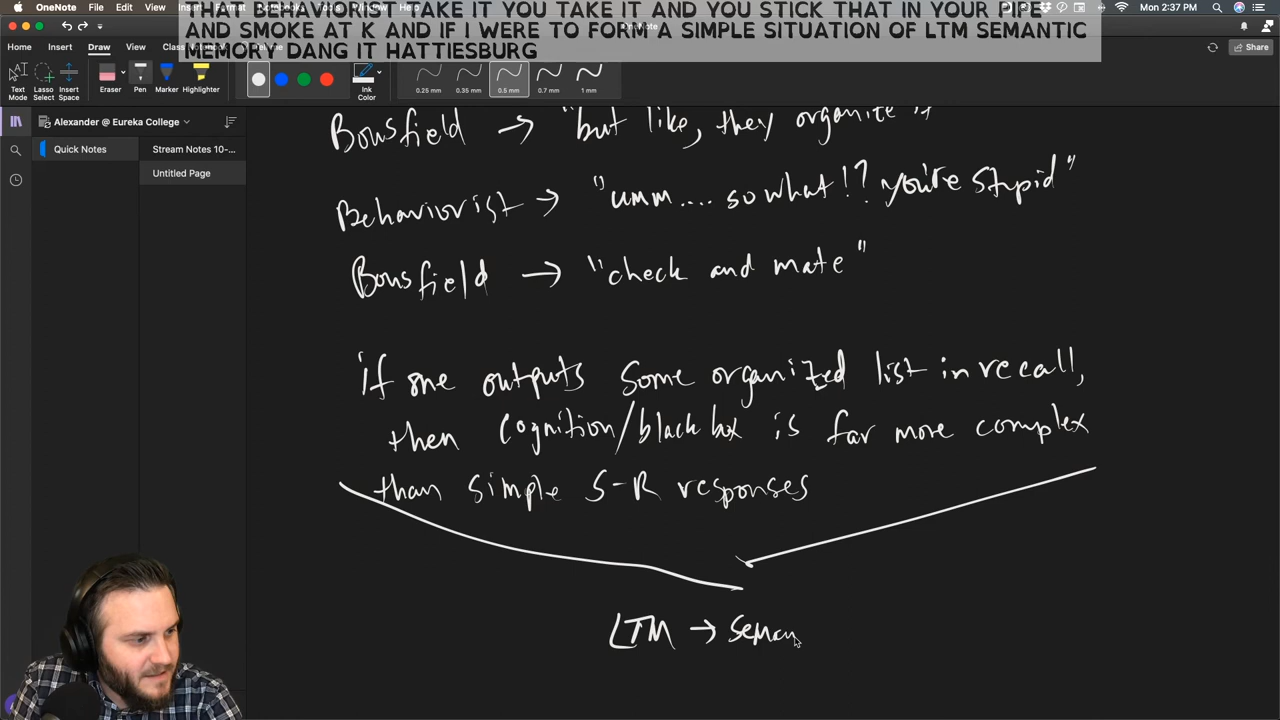 THAT BEHAVIORIST TAKE IT YOU TAKE IT AND YOU STICK THAT IN YOUR PIPE
AND SMOKE AT K AND IF I WERE TO FORM A SIMPLE SITUATION OF LTM SEMANTIC
MEMORY DANG IT HATTIESBURG
OneNote File Edit View Mon 2:37 PM
Home Insert Draw View Share
Text Mode Lasso Select Insert Space Eraser Pen Marker Highlighter Ink Color 0.25 mm 0.35 mm 0.5 mm 0.7 mm 1 mm
Alexander @ Eureka College
Quick Notes Stream Notes 10-...
Untitled Page
Bousfield → "but like, they organize it
Behaviorist → "umm.... so what!? you're stupid"
Bousfield → "check and mate"
if one outputs some organized list in recall,
then cognition/black box is far more complex
than simple S-R responses
LTM → Seman